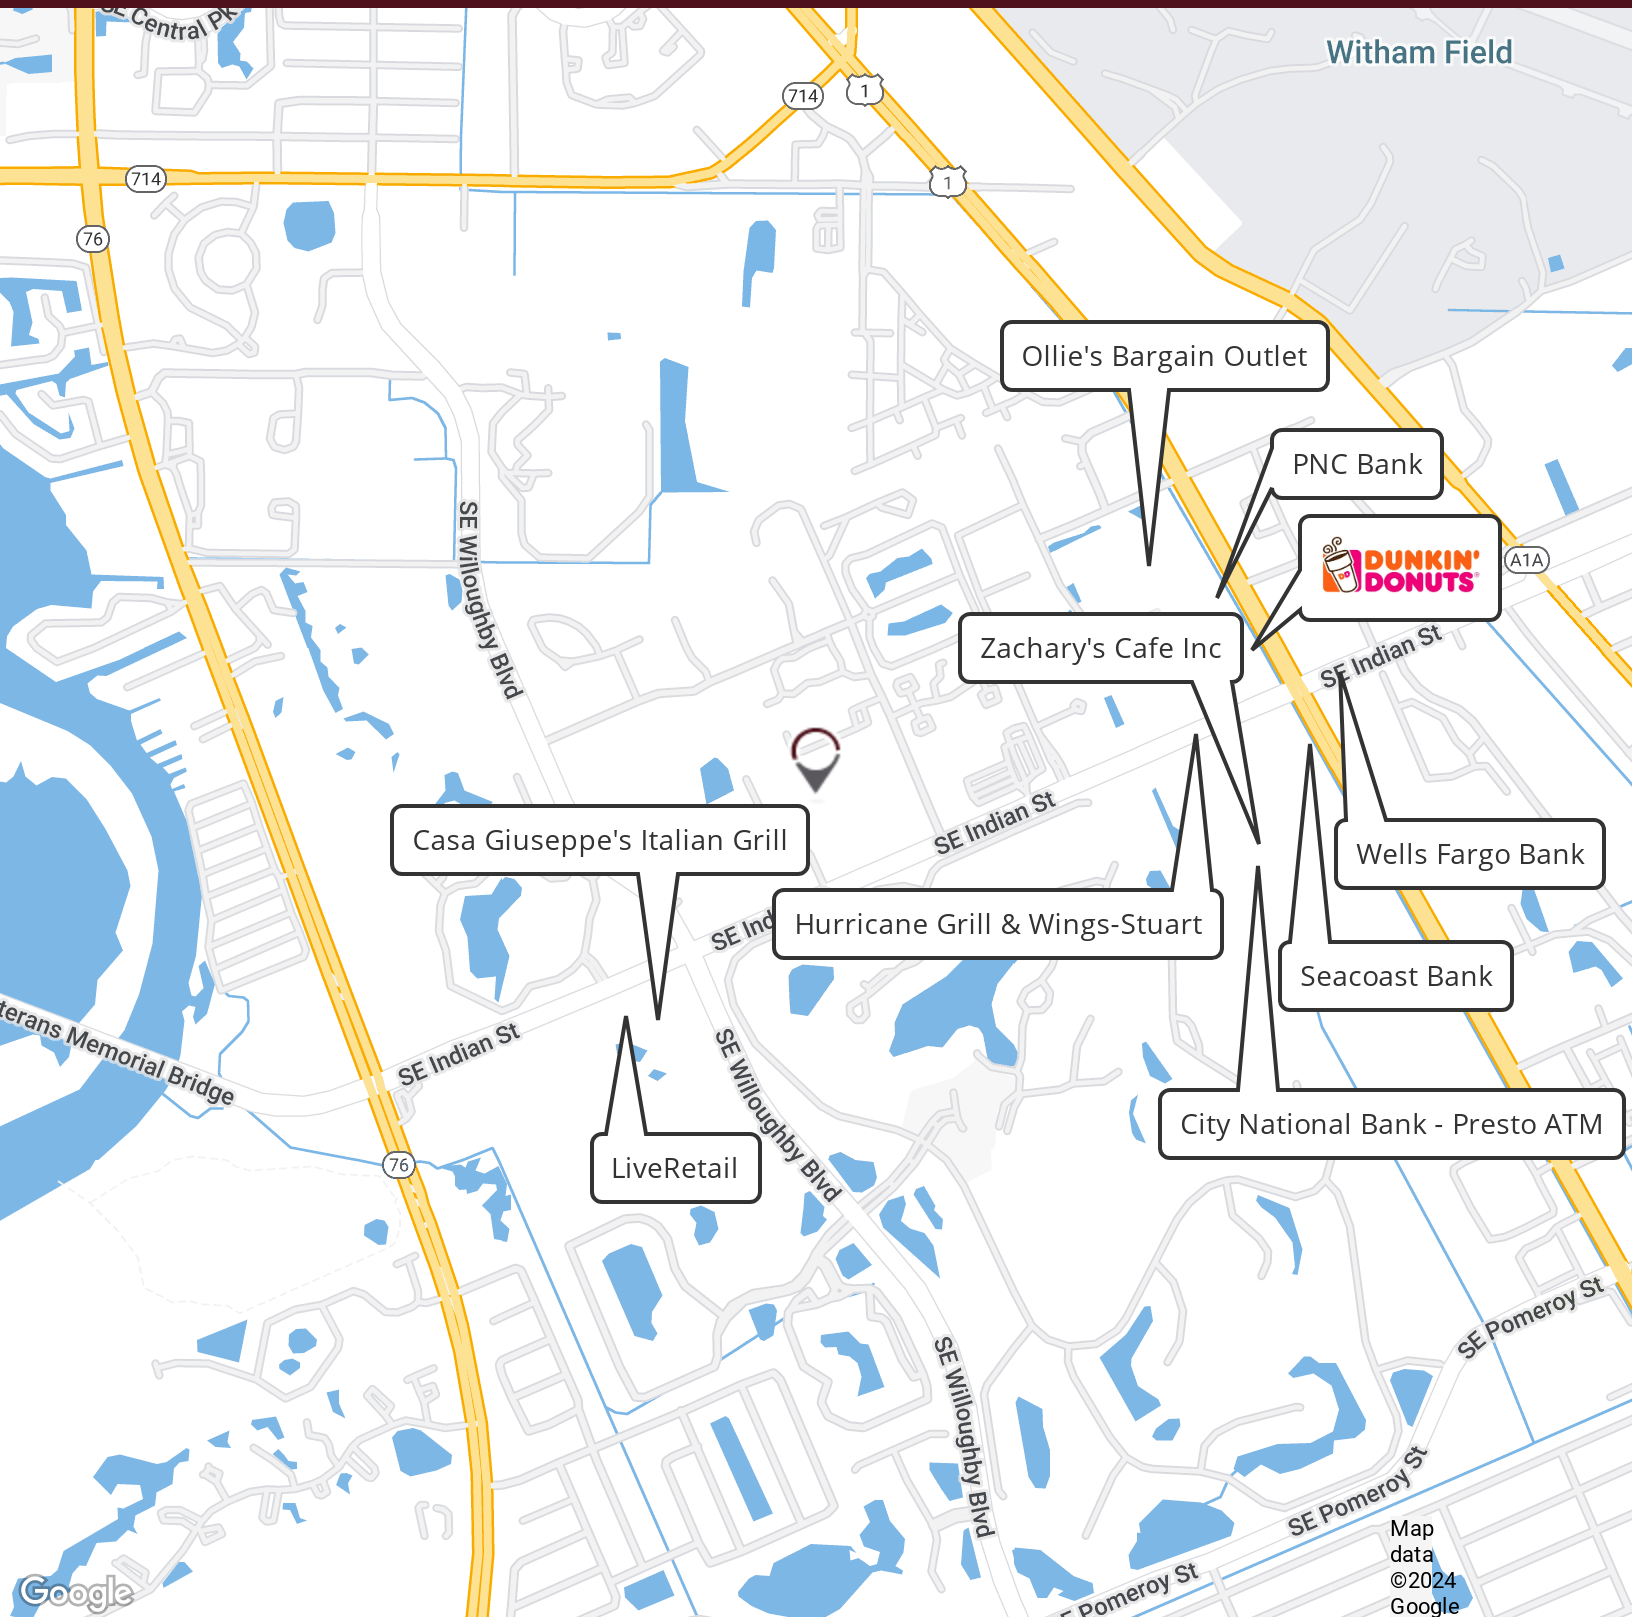 SE Central Pk
Witham Field
714
1
714
1
76
Ollie's Bargain Outlet
PNC Bank
DUNKIN'
DONUTS
A1A
SE Willoughby Blvd
Zachary's Cafe Inc
SE Indian St
Casa Giuseppe's Italian Grill
SE Indian St
Wells Fargo Bank
SE Ind
Hurricane Grill & Wings-Stuart
Seacoast Bank
terans Memorial Bridge
SE Indian St
SE Willoughby Blvd
City National Bank - Presto ATM
76
LiveRetail
SE Pomeroy St
SE Willoughby Blvd
SE Pomeroy St
E Pomeroy St
Map
data
©2024
Google
Google